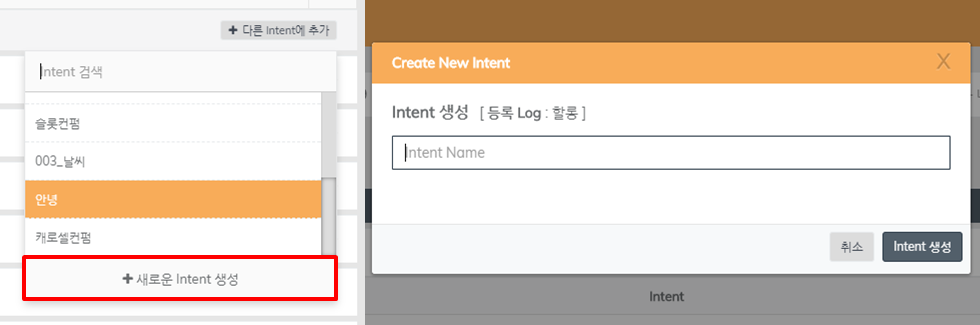 + 다른 Intent에 추가
Intent 검색
슬롯컨펌
003_날씨
안녕
캐로셀컨펌
+ 새로운 Intent 생성
Create New Intent
X
Intent 생성 [ 등록 Log : 할롱 ]
Intent Name
취소
Intent 생성
Intent